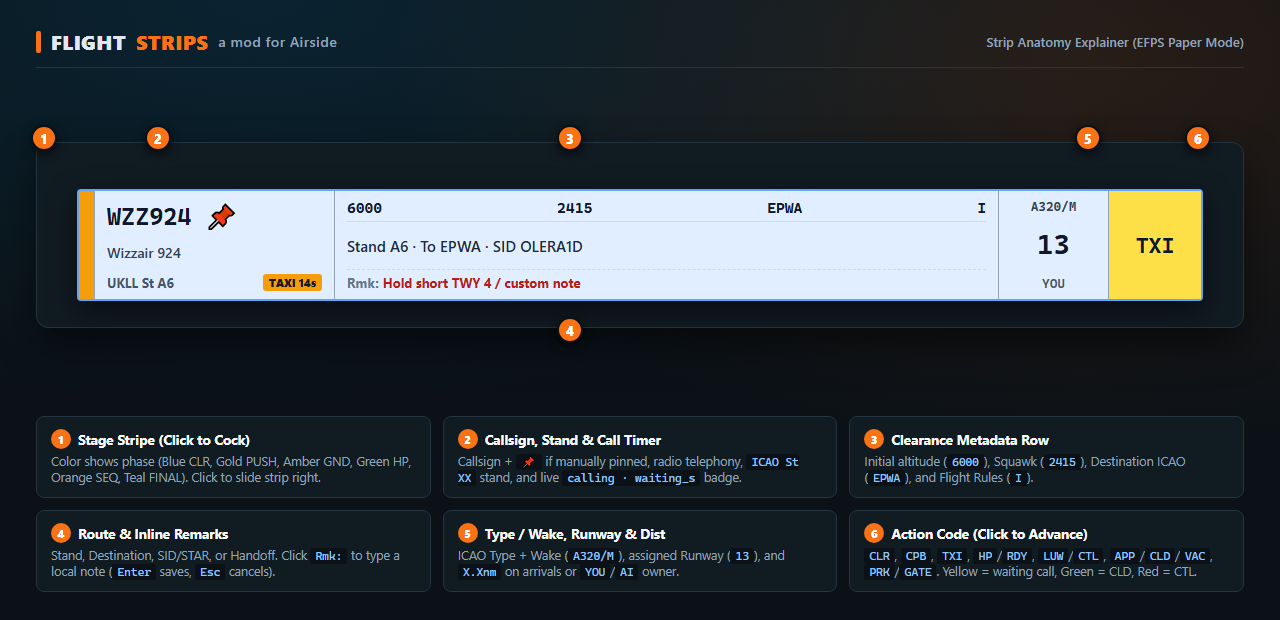 FLIGHT STRIPS a mod for Airside
Strip Anatomy Explainer (EFPS Paper Mode)
1 2 3 5 6
WZZ924
Wizzair 924
UKLL St A6 TAXI 14s
6000 2415 EPWA I
Stand A6 · To EPWA · SID OLERA1D
Rmk: Hold short TWY 4 / custom note
A320/M
13
YOU
TXI
4
1 Stage Stripe (Click to Cock)
Color shows phase (Blue CLR, Gold PUSH, Amber GND, Green HP,
Orange SEQ, Teal FINAL). Click to slide strip right.
2 Callsign, Stand & Call Timer
Callsign + 📌 if manually pinned, radio telephony, ICAO St
XX stand, and live calling · waiting_s badge.
3 Clearance Metadata Row
Initial altitude ( 6000 ), Squawk ( 2415 ), Destination ICAO
( EPWA ), and Flight Rules ( I ).
4 Route & Inline Remarks
Stand, Destination, SID/STAR, or Handoff. Click Rmk: to type a
local note ( Enter saves, Esc cancels).
5 Type / Wake, Runway & Dist
ICAO Type + Wake ( A320/M ), assigned Runway ( 13 ), and
X.Xnm on arrivals or YOU / AI owner.
6 Action Code (Click to Advance)
CLR , CPB , TXI , HP / RDY , LUW / CTL , APP / CLD / VAC ,
PRK / GATE . Yellow = waiting call, Green = CLD, Red = CTL.